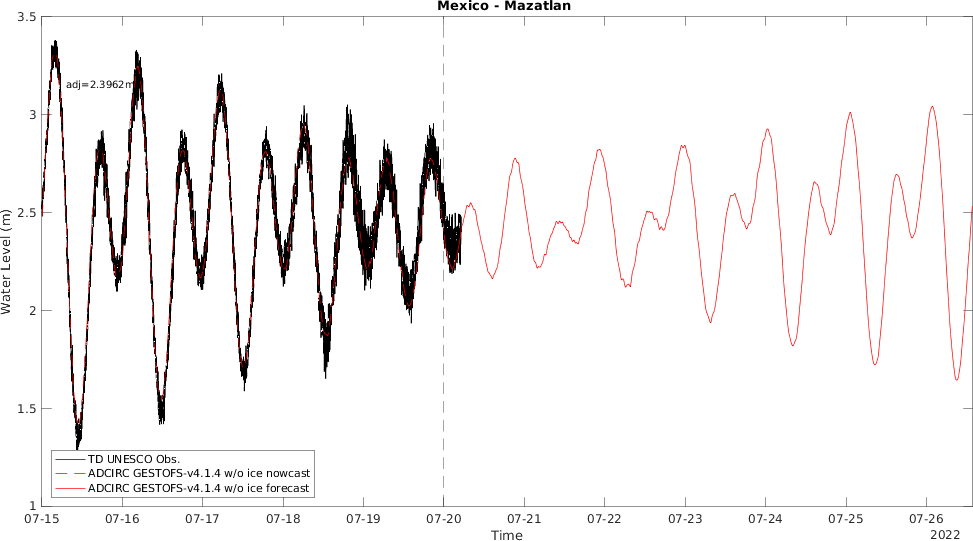 Mexico - Mazatlan
3.5
3
2.5
2
1.5
1
Water Level (m)
adj=2.3962m
TD UNESCO Obs.
ADCIRC GESTOFS-v4.1.4 w/o ice nowcast
ADCIRC GESTOFS-v4.1.4 w/o ice forecast
07-15 07-16 07-17 07-18 07-19 07-20 07-21 07-22 07-23 07-24 07-25 07-26
Time
2022